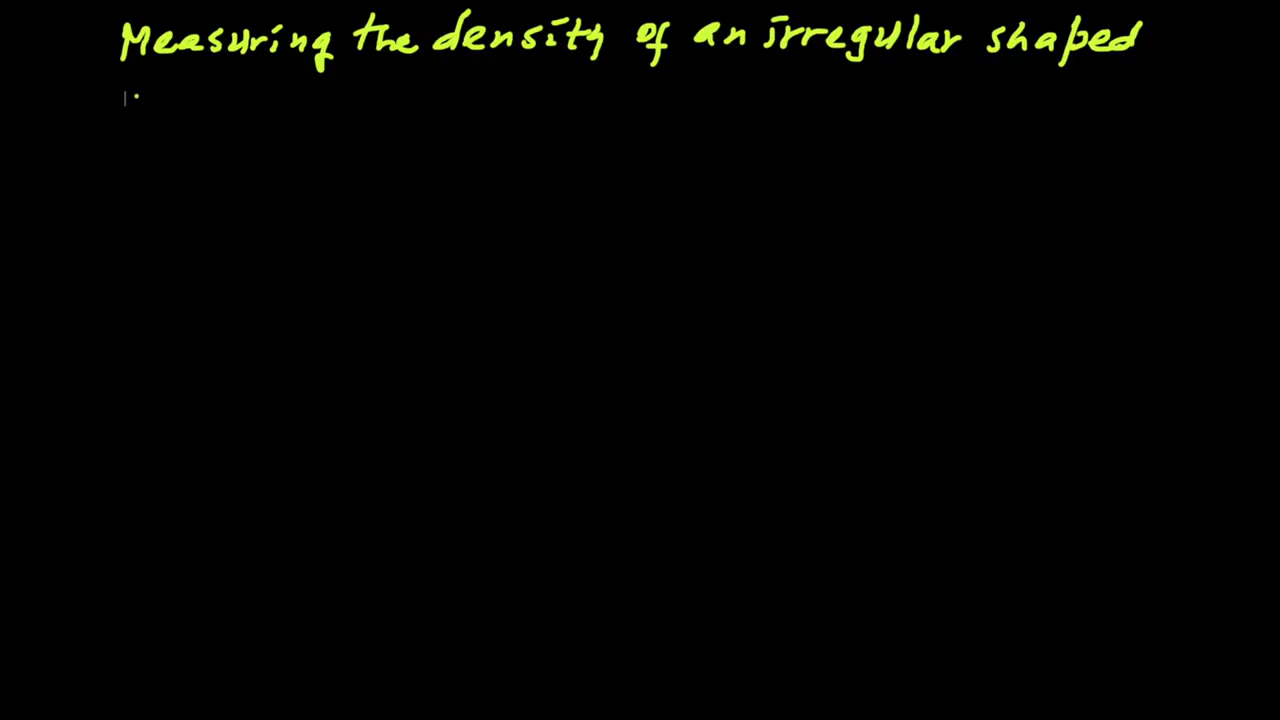 Measuring the density of an irregular shaped